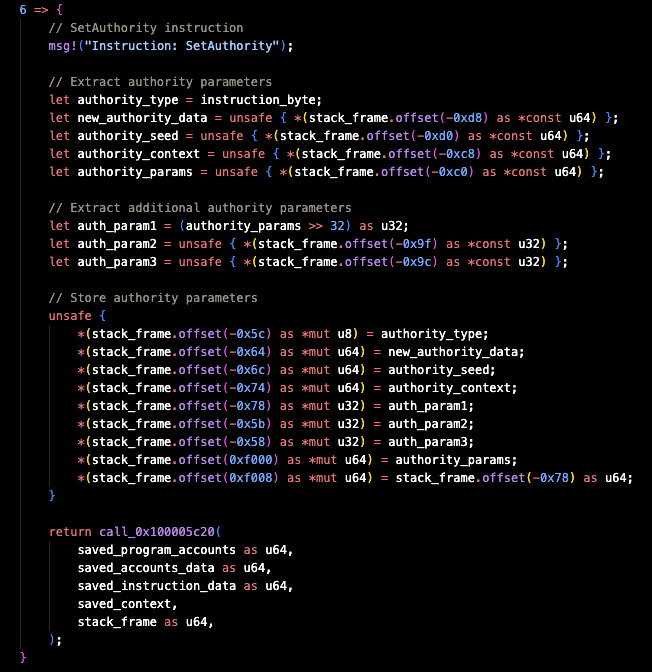 6 => {
    // SetAuthority instruction
    msg!("Instruction: SetAuthority");

    // Extract authority parameters
    let authority_type = instruction_byte;
    let new_authority_data = unsafe { *(stack_frame.offset(-0xd8) as *const u64) };
    let authority_seed = unsafe { *(stack_frame.offset(-0xd0) as *const u64) };
    let authority_context = unsafe { *(stack_frame.offset(-0xc8) as *const u64) };
    let authority_params = unsafe { *(stack_frame.offset(-0xc0) as *const u64) };

    // Extract additional authority parameters
    let auth_param1 = (authority_params >> 32) as u32;
    let auth_param2 = unsafe { *(stack_frame.offset(-0x9f) as *const u32) };
    let auth_param3 = unsafe { *(stack_frame.offset(-0x9c) as *const u32) };

    // Store authority parameters
    unsafe {
        *(stack_frame.offset(-0x5c) as *mut u8) = authority_type;
        *(stack_frame.offset(-0x64) as *mut u64) = new_authority_data;
        *(stack_frame.offset(-0x6c) as *mut u64) = authority_seed;
        *(stack_frame.offset(-0x74) as *mut u64) = authority_context;
        *(stack_frame.offset(-0x78) as *mut u32) = auth_param1;
        *(stack_frame.offset(-0x5b) as *mut u32) = auth_param2;
        *(stack_frame.offset(-0x58) as *mut u32) = auth_param3;
        *(stack_frame.offset(0xf000) as *mut u64) = authority_params;
        *(stack_frame.offset(0xf008) as *mut u64) = stack_frame.offset(-0x78) as u64;
    }

    return call_0x100005c20(
        saved_program_accounts as u64,
        saved_accounts_data as u64,
        saved_instruction_data as u64,
        saved_context,
        stack_frame as u64,
    );
}